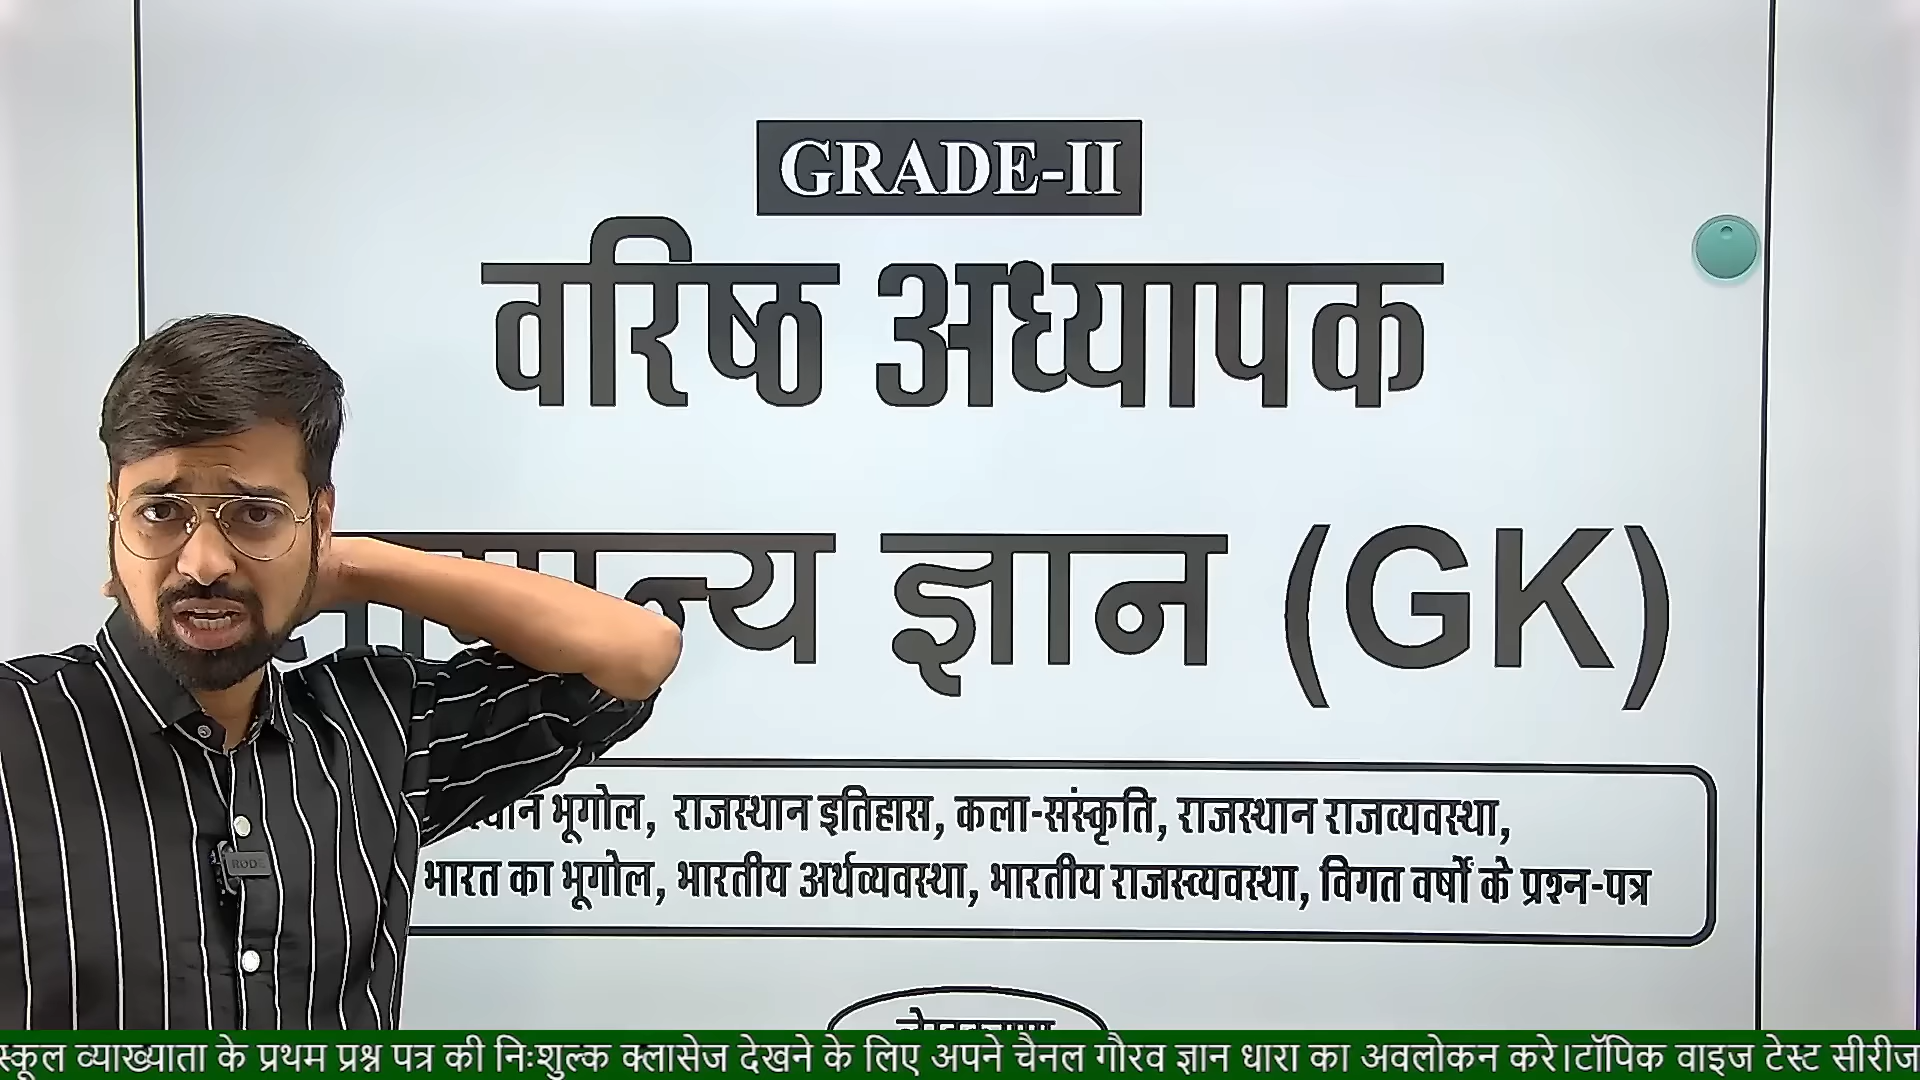 GRADE-II
वरिष्ठ अध्यापक
ज्ञान (GK)
भूगोल, राजस्थान इतिहास, कला-संस्कृति, राजस्थान राजव्यवस्था,
भारत का भूगोल, भारतीय अर्थव्यवस्था, भारतीय राजस्व्यवस्था, विगत वर्षों के प्रश्न-पत्र
RODE
स्कूल व्याख्याता के प्रथम प्रश्न पत्र की निःशुल्क क्लासेज देखने के लिए अपने चैनल गौरव ज्ञान धारा का अवलोकन करे।टॉपिक वाइज टेस्ट सीरीज